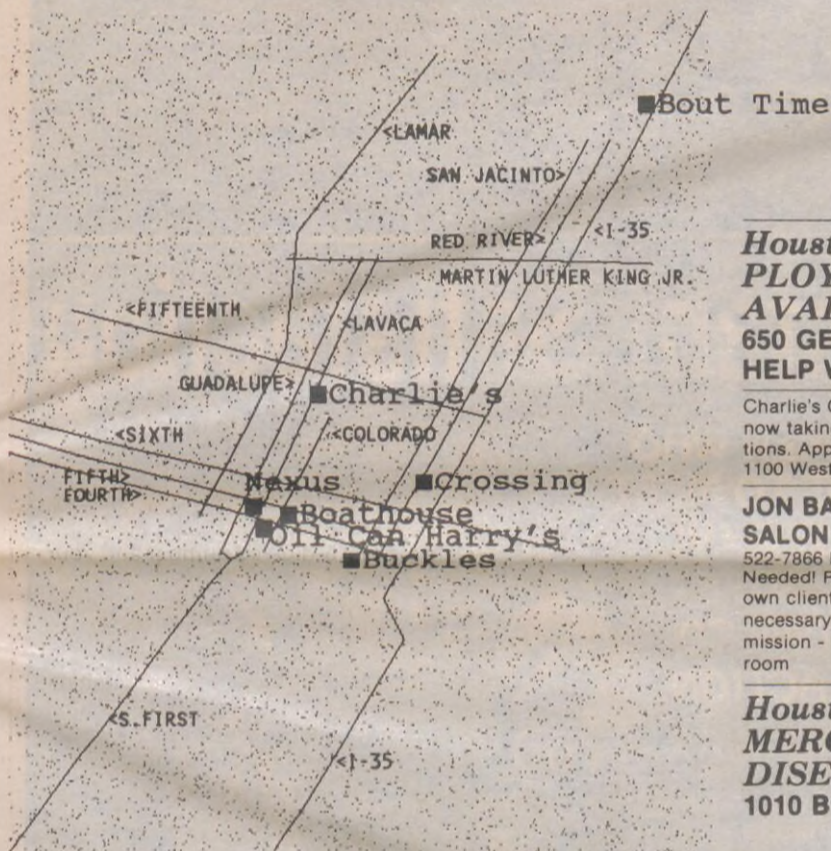 Bout Time
<LAMAR
SAN JACINTO>
RED RIVER>
<I-35
MARTIN LUTHER KING JR.
<FIFTEENTH
<LAVACA
GUADALUPE>
Charlie's
<SIXTH
<COLORADO
FIFTH>
FOURTH>
Nexus
Crossing
Boathouse
Oil Can Harry's
Buckles
<S.FIRST
<I-35
Houst
PLOY
AVAI
650 GE
HELP W
Charlie's C
now takin
tions. App
1100 West
JON BA
SALON
522-7866
Needed! F
own client
necessary
mission -
room
Houst
MERC
DISE
1010 B